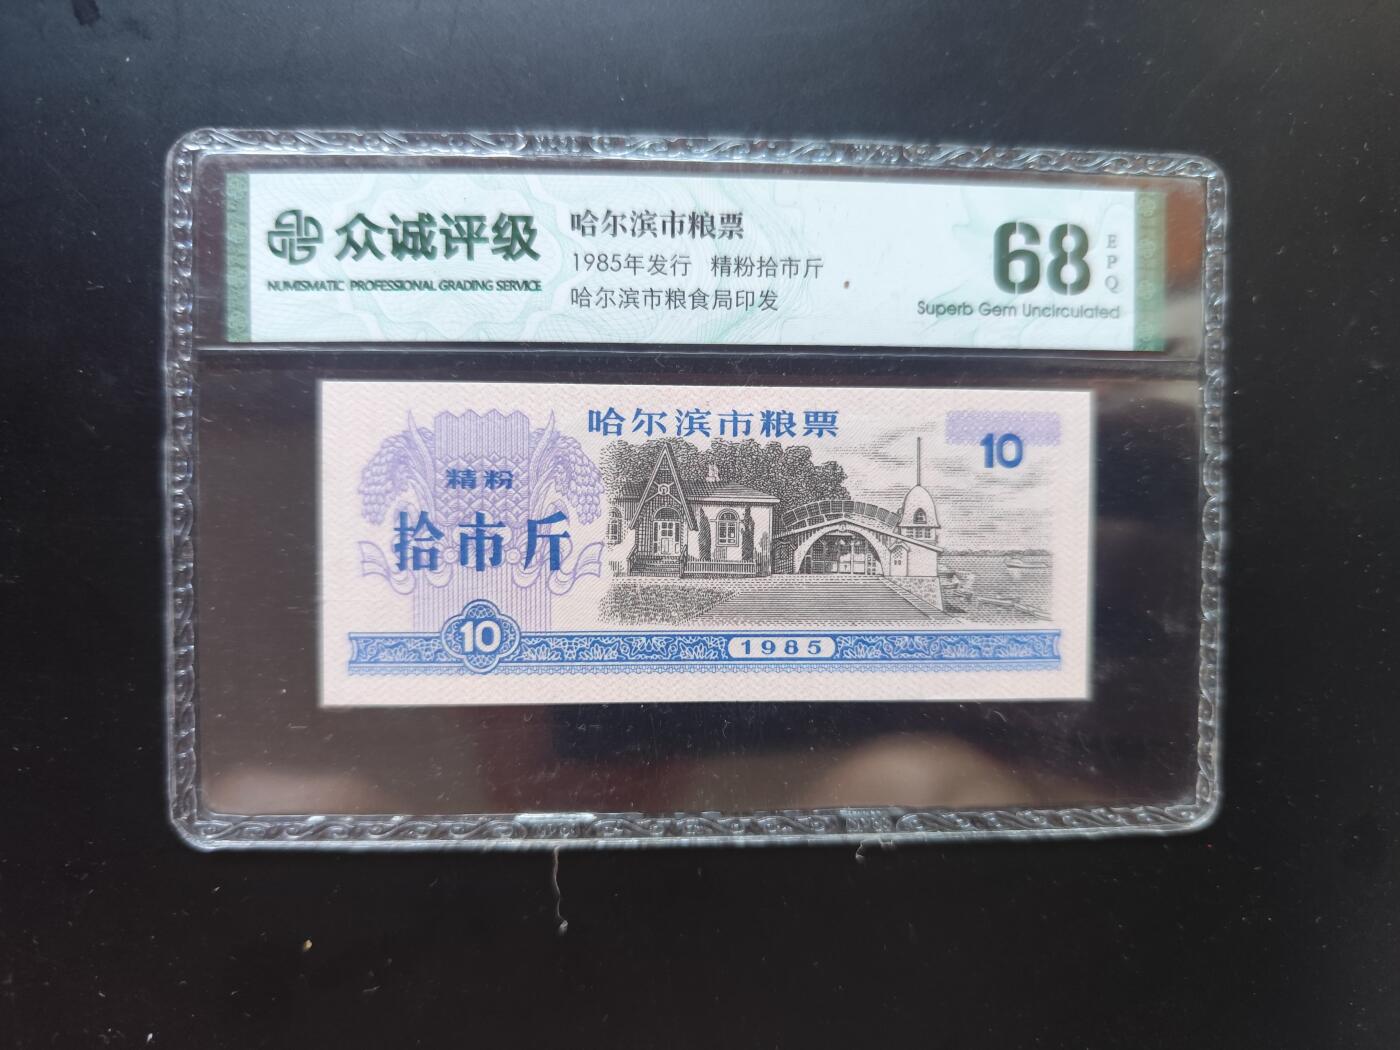 众诚评级
NUMISMATIC PROFESSIONAL GRADING SERVICE
哈尔滨市粮票
1985年发行 精粉拾市斤
哈尔滨市粮食局印发
68
EPQ
Superb Gem Uncirculated
哈尔滨市粮票
10
精粉
拾市斤
10
1985